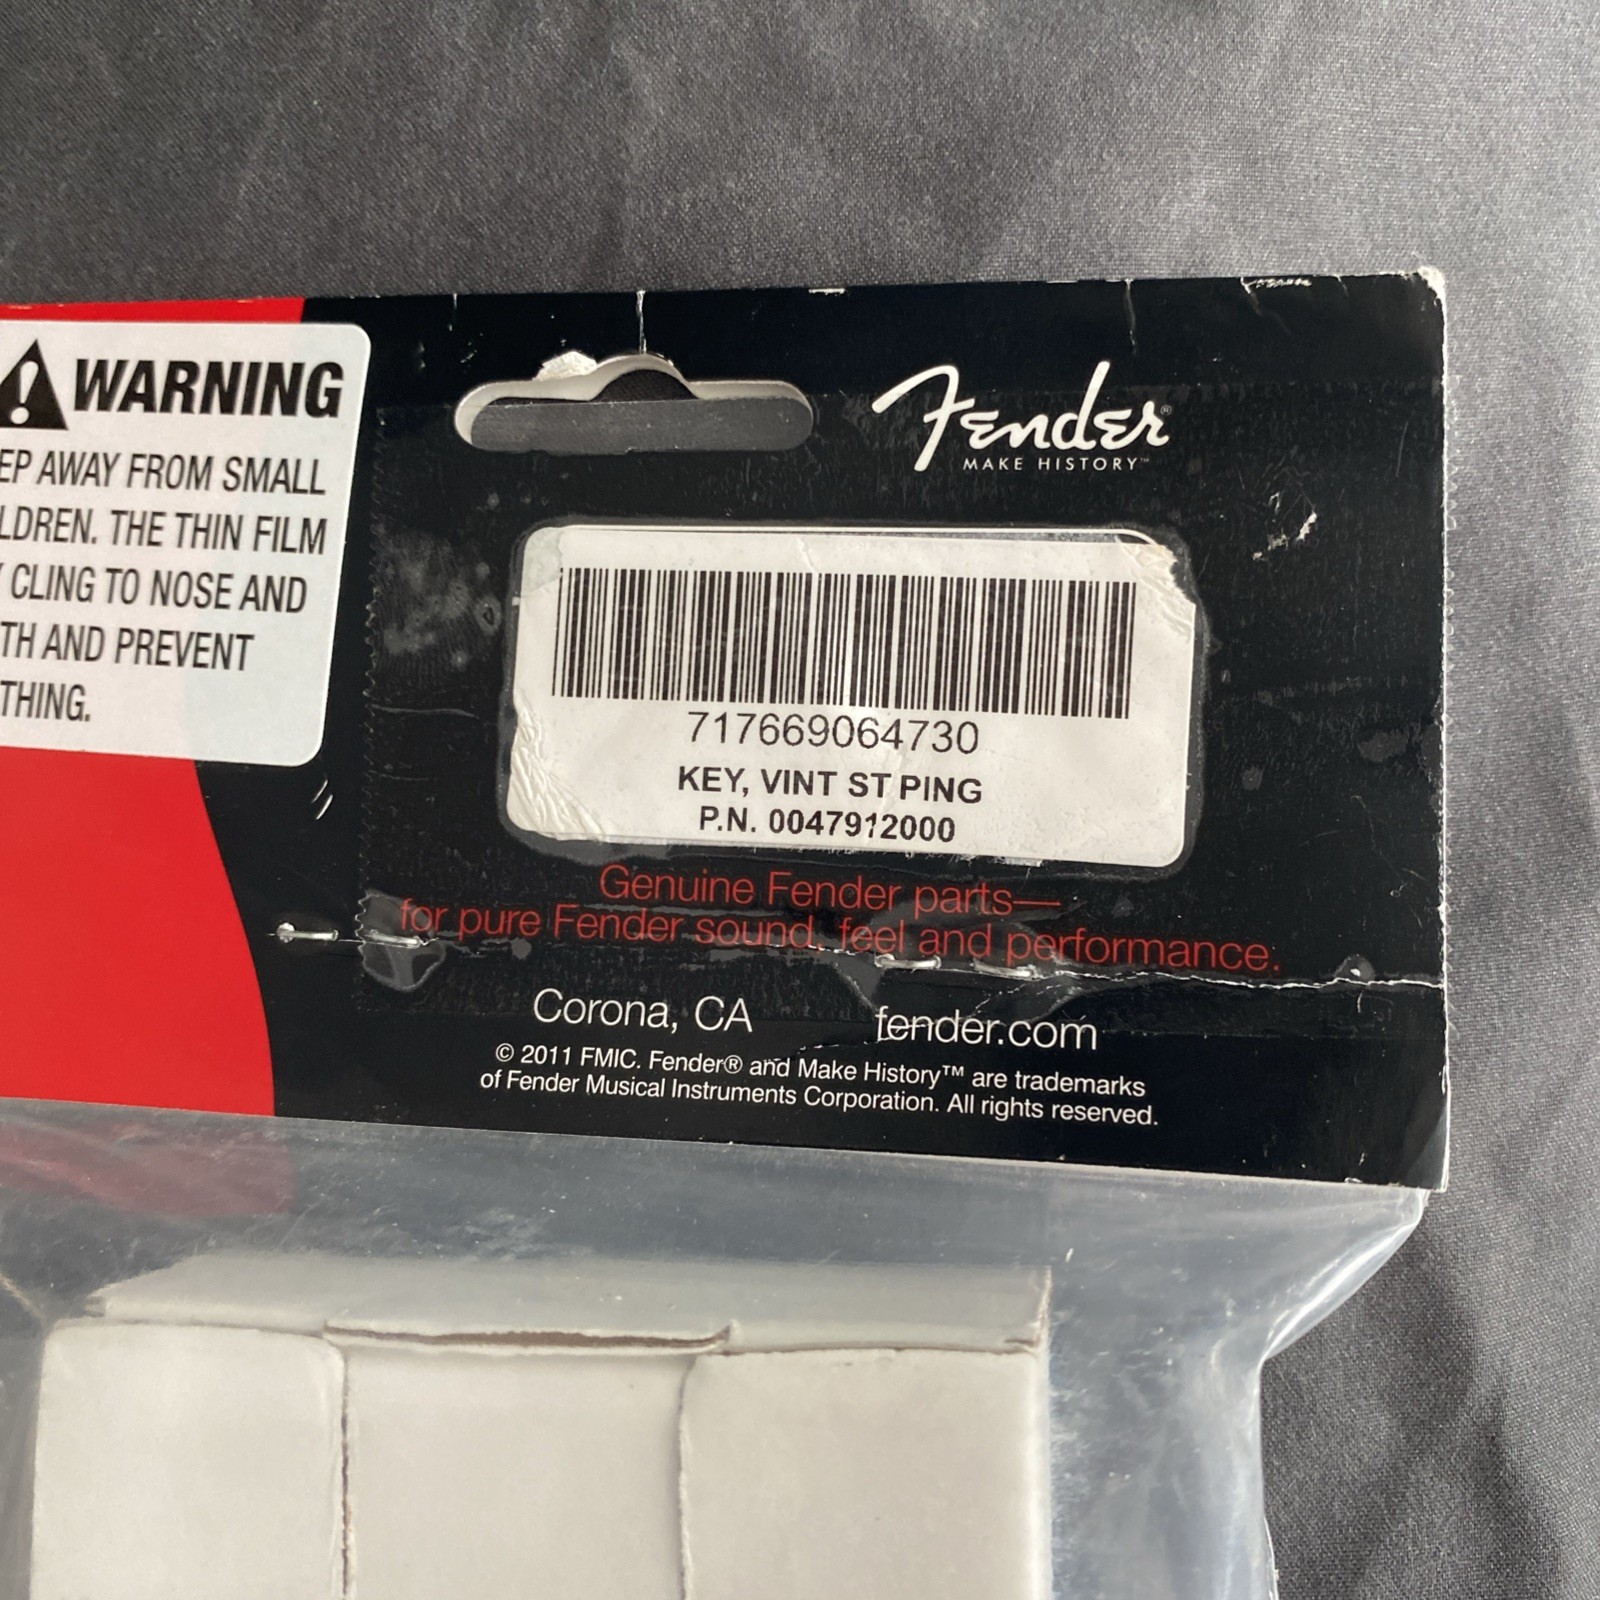 WARNING
EP AWAY FROM SMALL
LDREN. THE THIN FILM
CLING TO NOSE AND
TH AND PREVENT
THING.
Fender®
MAKE HISTORY™
717669064730
KEY, VINT ST PING
P.N. 0047912000
Genuine Fender parts—
for pure Fender sound, feel and performance.
Corona, CA fender.com
© 2011 FMIC. Fender® and Make History™ are trademarks
of Fender Musical Instruments Corporation. All rights reserved.